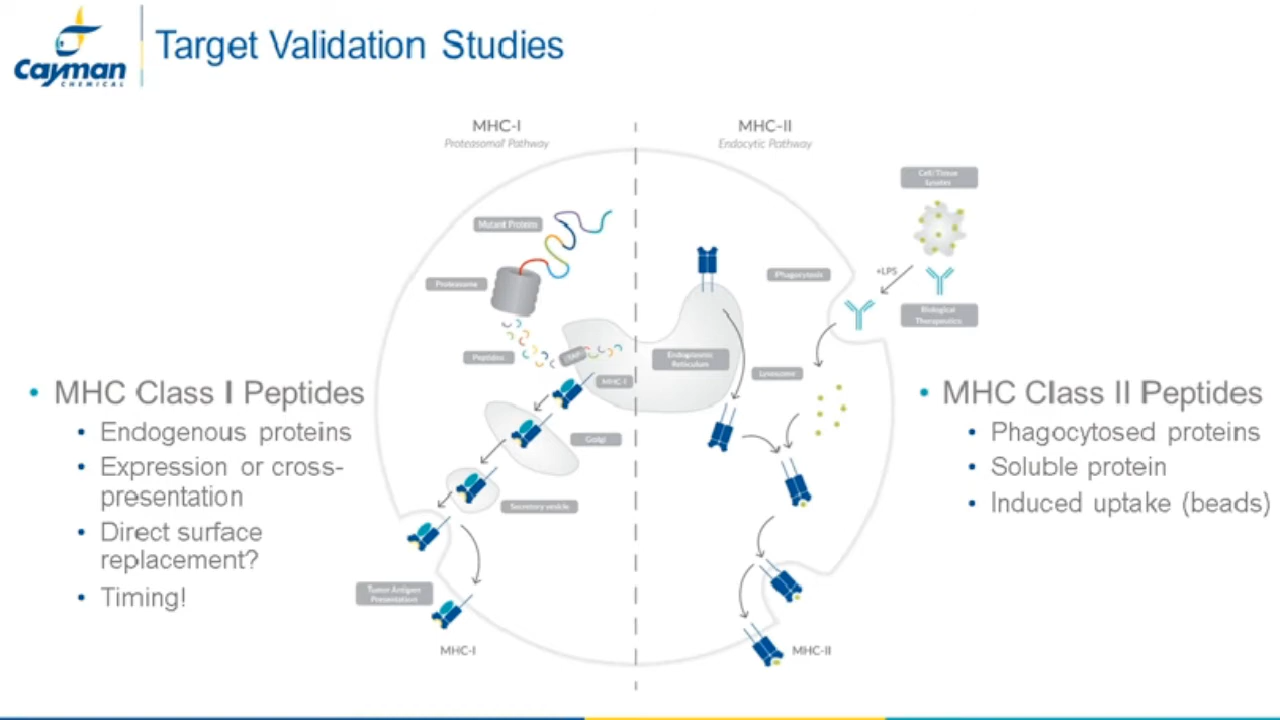 Cayman
CHEMICAL
Target Validation Studies
MHC-I
Proteasomal Pathway
MHC-II
Endocytic Pathway
Cell/Tissue
Lysates
Mutant Proteins
Proteasome
Phagocytosis
+LPS
Biological
Therapeutics
Peptides
TAP
MHC-I
Endoplasmic
Reticulum
Lysosome
Golgi
Secretory vesicle
Tumor Antigen
Presentation
MHC-I
MHC-II
• MHC Class I Peptides
• Endogenous proteins
• Expression or cross-
presentation
• Direct surface
replacement?
• Timing!
• MHC Class II Peptides
• Phagocytosed proteins
• Soluble protein
• Induced uptake (beads)